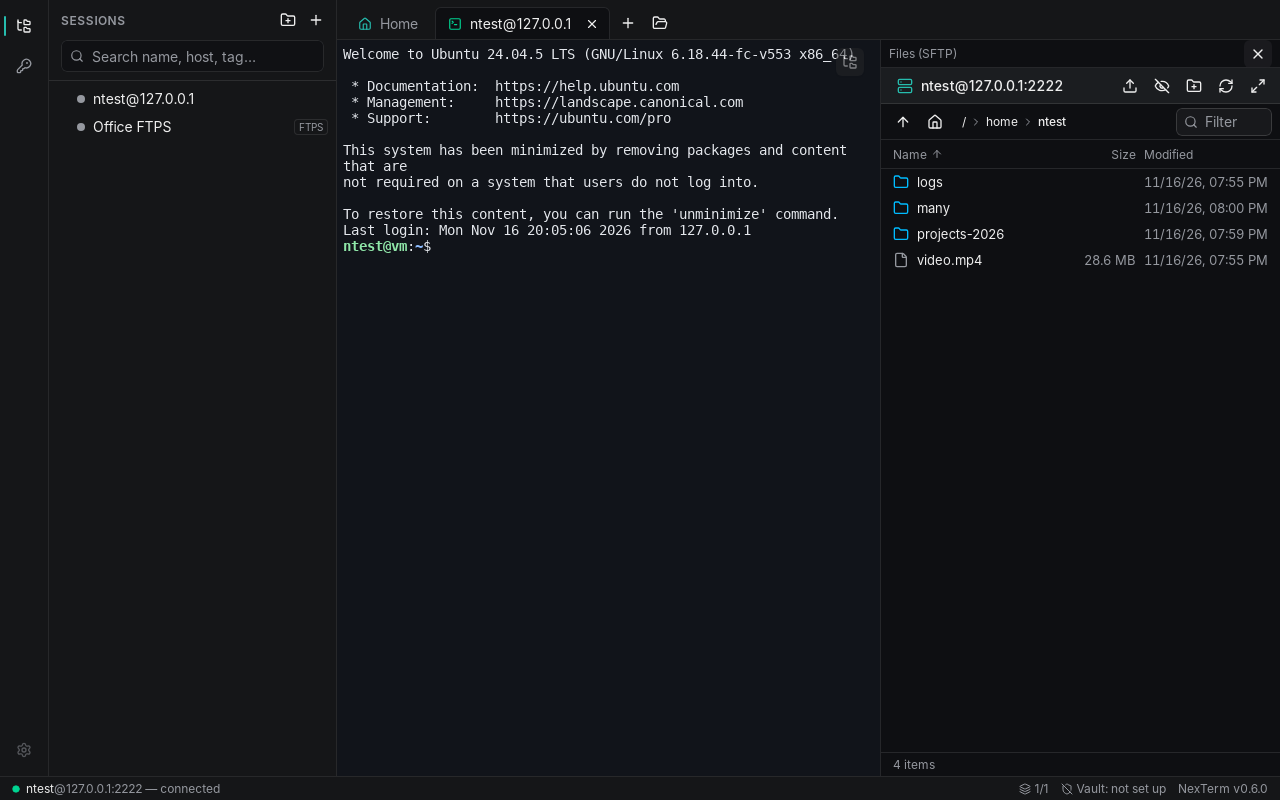 SESSIONS
Search name, host, tag...
ntest@127.0.0.1
Office FTPS FTPS
Home ntest@127.0.0.1
Welcome to Ubuntu 24.04.5 LTS (GNU/Linux 6.18.44-fc-v553 x86_64)
* Documentation: https://help.ubuntu.com
* Management: https://landscape.canonical.com
* Support: https://ubuntu.com/pro
This system has been minimized by removing packages and content
that are
not required on a system that users do not log into.
To restore this content, you can run the 'unminimize' command.
Last login: Mon Nov 16 20:05:06 2026 from 127.0.0.1
ntest@vm:~$
Files (SFTP)
ntest@127.0.0.1:2222
/ home ntest Filter
Name Size Modified
logs 11/16/26, 07:55 PM
many 11/16/26, 08:00 PM
projects-2026 11/16/26, 07:59 PM
video.mp4 28.6 MB 11/16/26, 07:55 PM
4 items
ntest@127.0.0.1:2222 — connected 1/1 Vault: not set up NexTerm v0.6.0